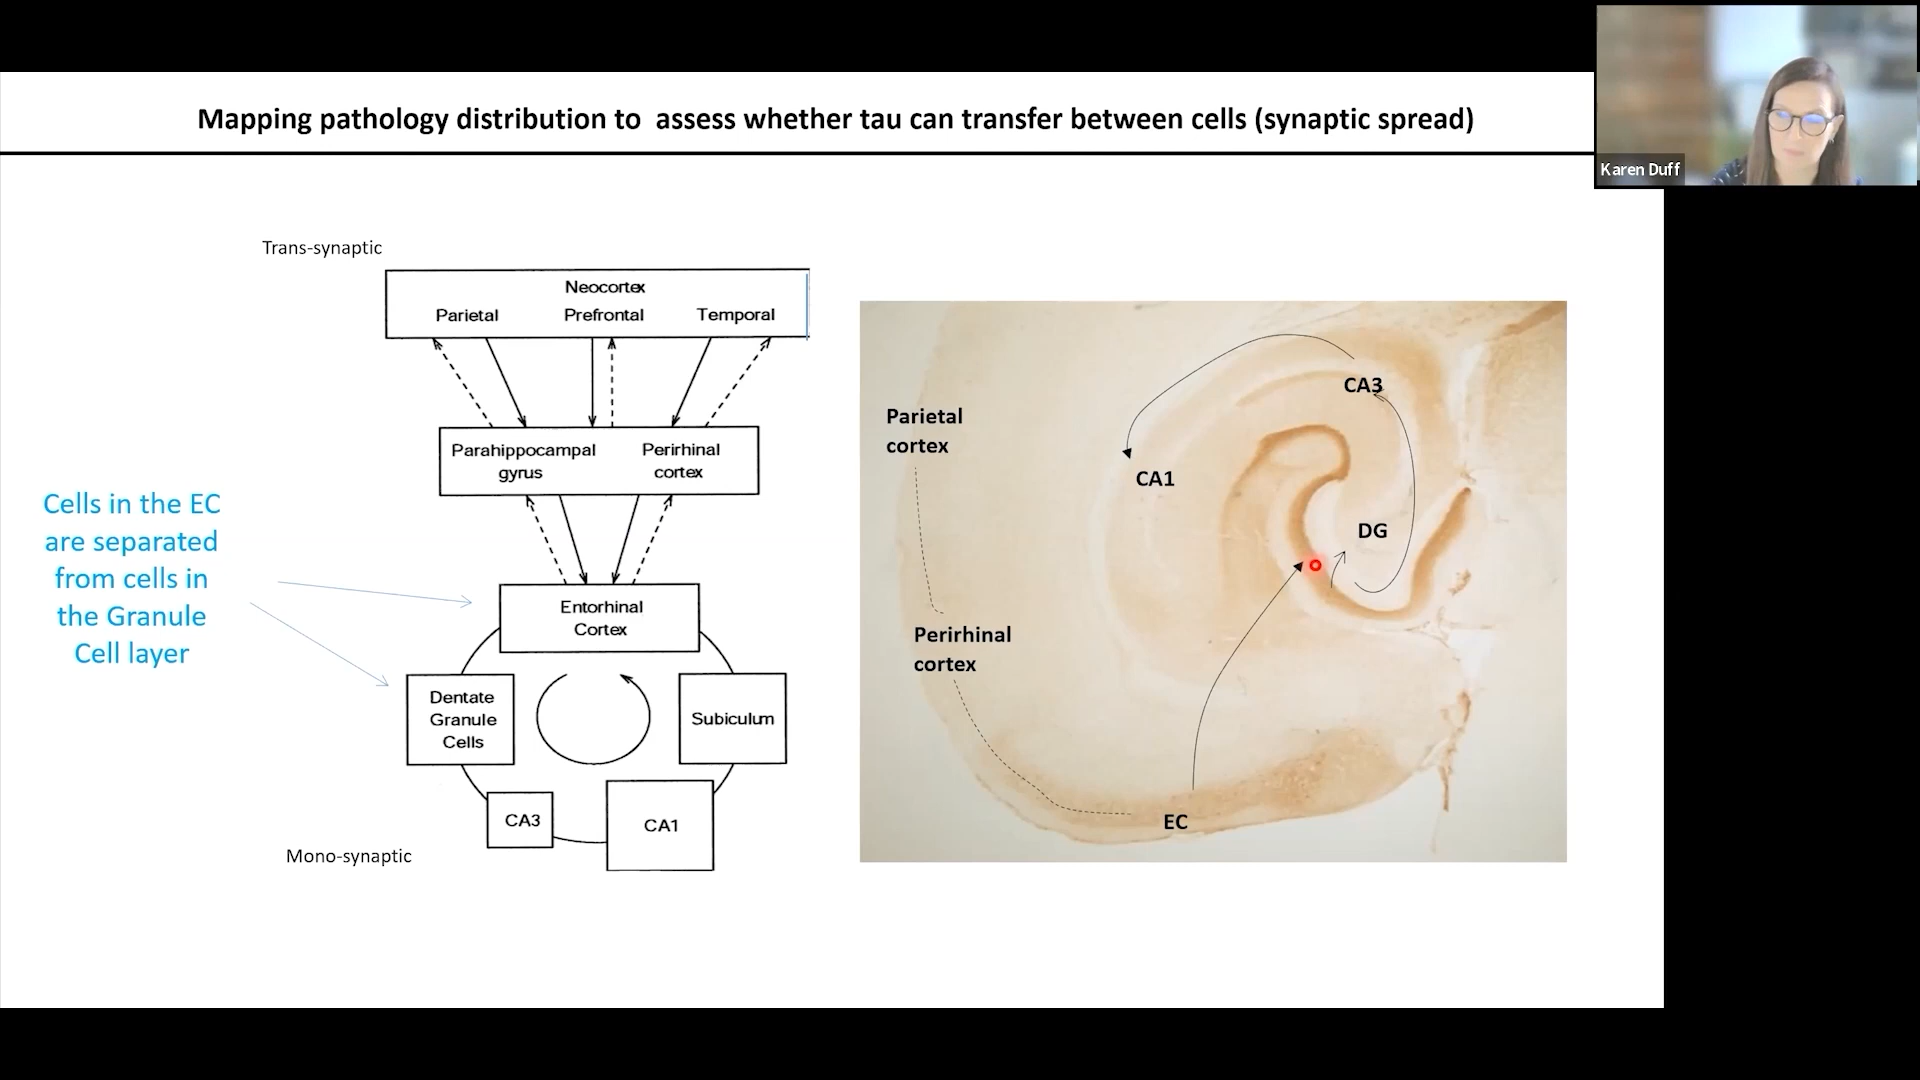 Mapping pathology distribution to assess whether tau can transfer between cells (synaptic spread)
Karen Duff
Trans-synaptic
Neocortex
Parietal Prefrontal Temporal
Parahippocampal
gyrus
Perirhinal
cortex
Cells in the EC
are separated
from cells in
the Granule
Cell layer
Entorhinal
Cortex
Dentate
Granule
Cells
Subiculum
CA3
CA1
Mono-synaptic
CA3
Parietal
cortex
CA1
DG
Perirhinal
cortex
EC